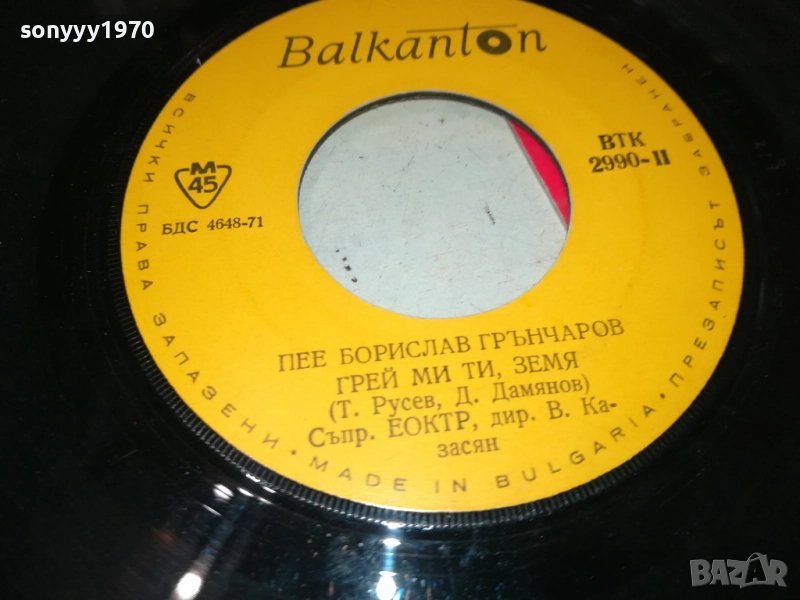 sonyyy1970
Balkanton
ВТК
2990-II
М
45
БДС 4648-71
ПЕЕ БОРИСЛАВ ГРЪНЧАРОВ
ГРЕЙ МИ ТИ, ЗЕМЯ
(Т. Русев, Д. Дамянов)
Съпр. ЕОКТР, дир. В. Ка-
засян
ВСИЧКИ ПРАВА ЗАПАЗЕНИ • MADE IN BULGARIA • ПРЕЗАПИСЪТ ЗАБРАНЕН
BAZAR